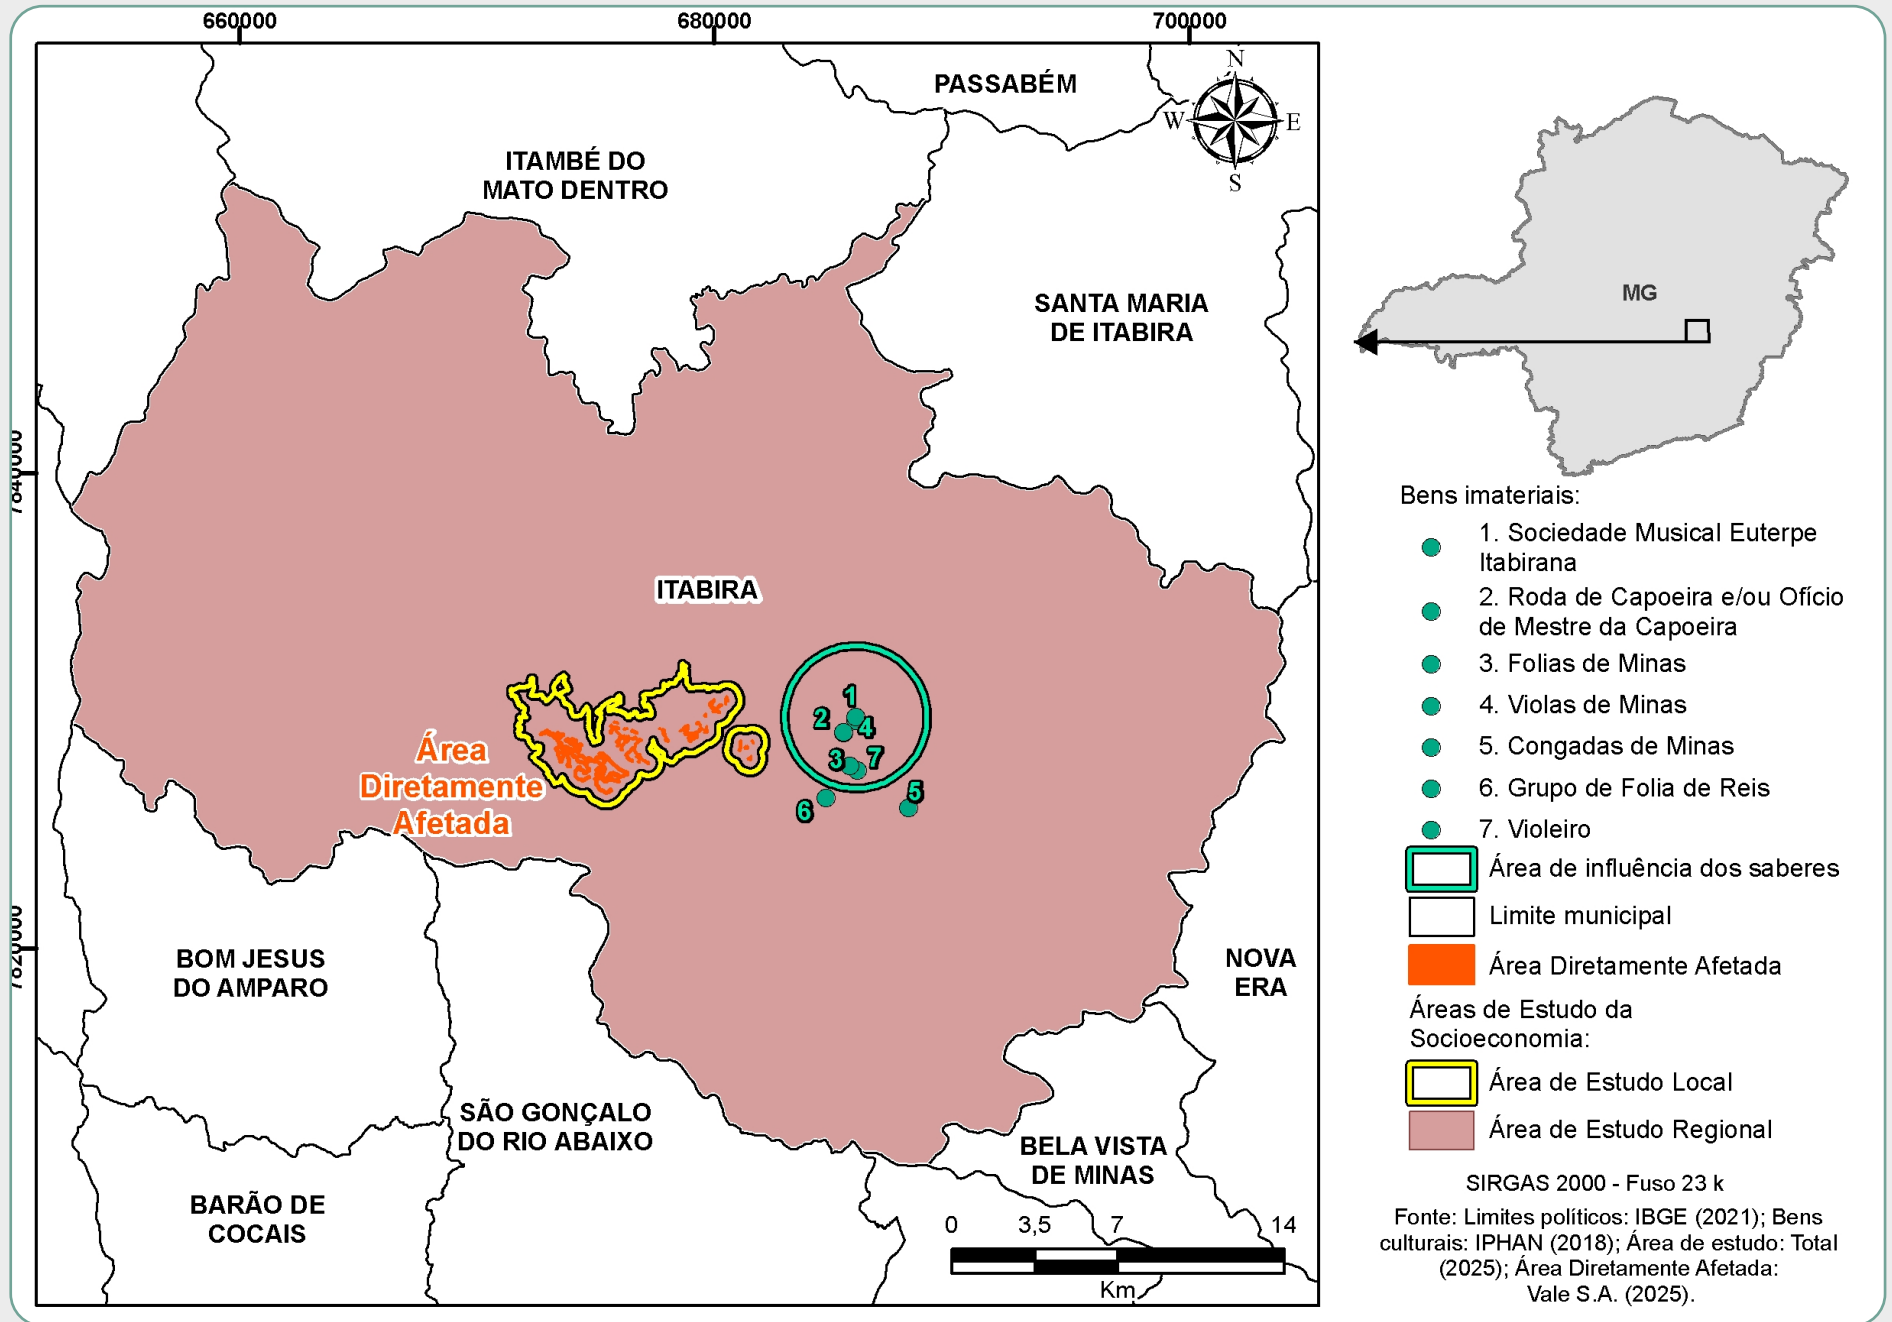 660000
680000
700000
PASSABÉM
N
W
E
S
ITAMBÉ DO
MATO DENTRO
SANTA MARIA
DE ITABIRA
MG
ITABIRA
1
2
4
3
7
5
6
Área
Diretamente
Afetada
BOM JESUS
DO AMPARO
NOVA
ERA
SÃO GONÇALO
DO RIO ABAIXO
BELA VISTA
DE MINAS
BARÃO DE
COCAIS
0 3,5 7 14
Km
Bens imateriais:
1. Sociedade Musical Euterpe
Itabirana
2. Roda de Capoeira e/ou Ofício
de Mestre da Capoeira
3. Folias de Minas
4. Violas de Minas
5. Congadas de Minas
6. Grupo de Folia de Reis
7. Violeiro
Área de influência dos saberes
Limite municipal
Área Diretamente Afetada
Áreas de Estudo da
Socioeconomia:
Área de Estudo Local
Área de Estudo Regional
SIRGAS 2000 - Fuso 23 k
Fonte: Limites políticos: IBGE (2021); Bens
culturais: IPHAN (2018); Área de estudo: Total
(2025); Área Diretamente Afetada:
Vale S.A. (2025).